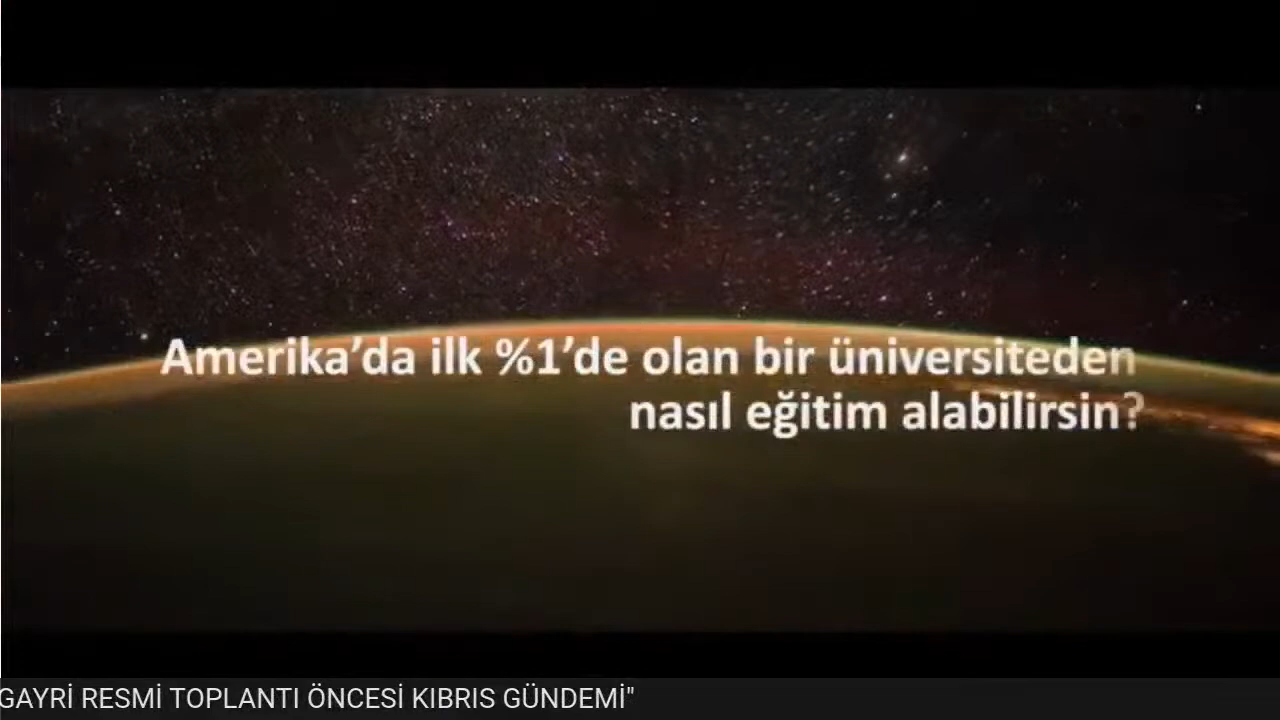 Amerika'da ilk %1'de olan bir üniversiteden
nasıl eğitim alabilirsin?
GAYRİ RESMİ TOPLANTI ÖNCESİ KIBRIS GÜNDEMİ"